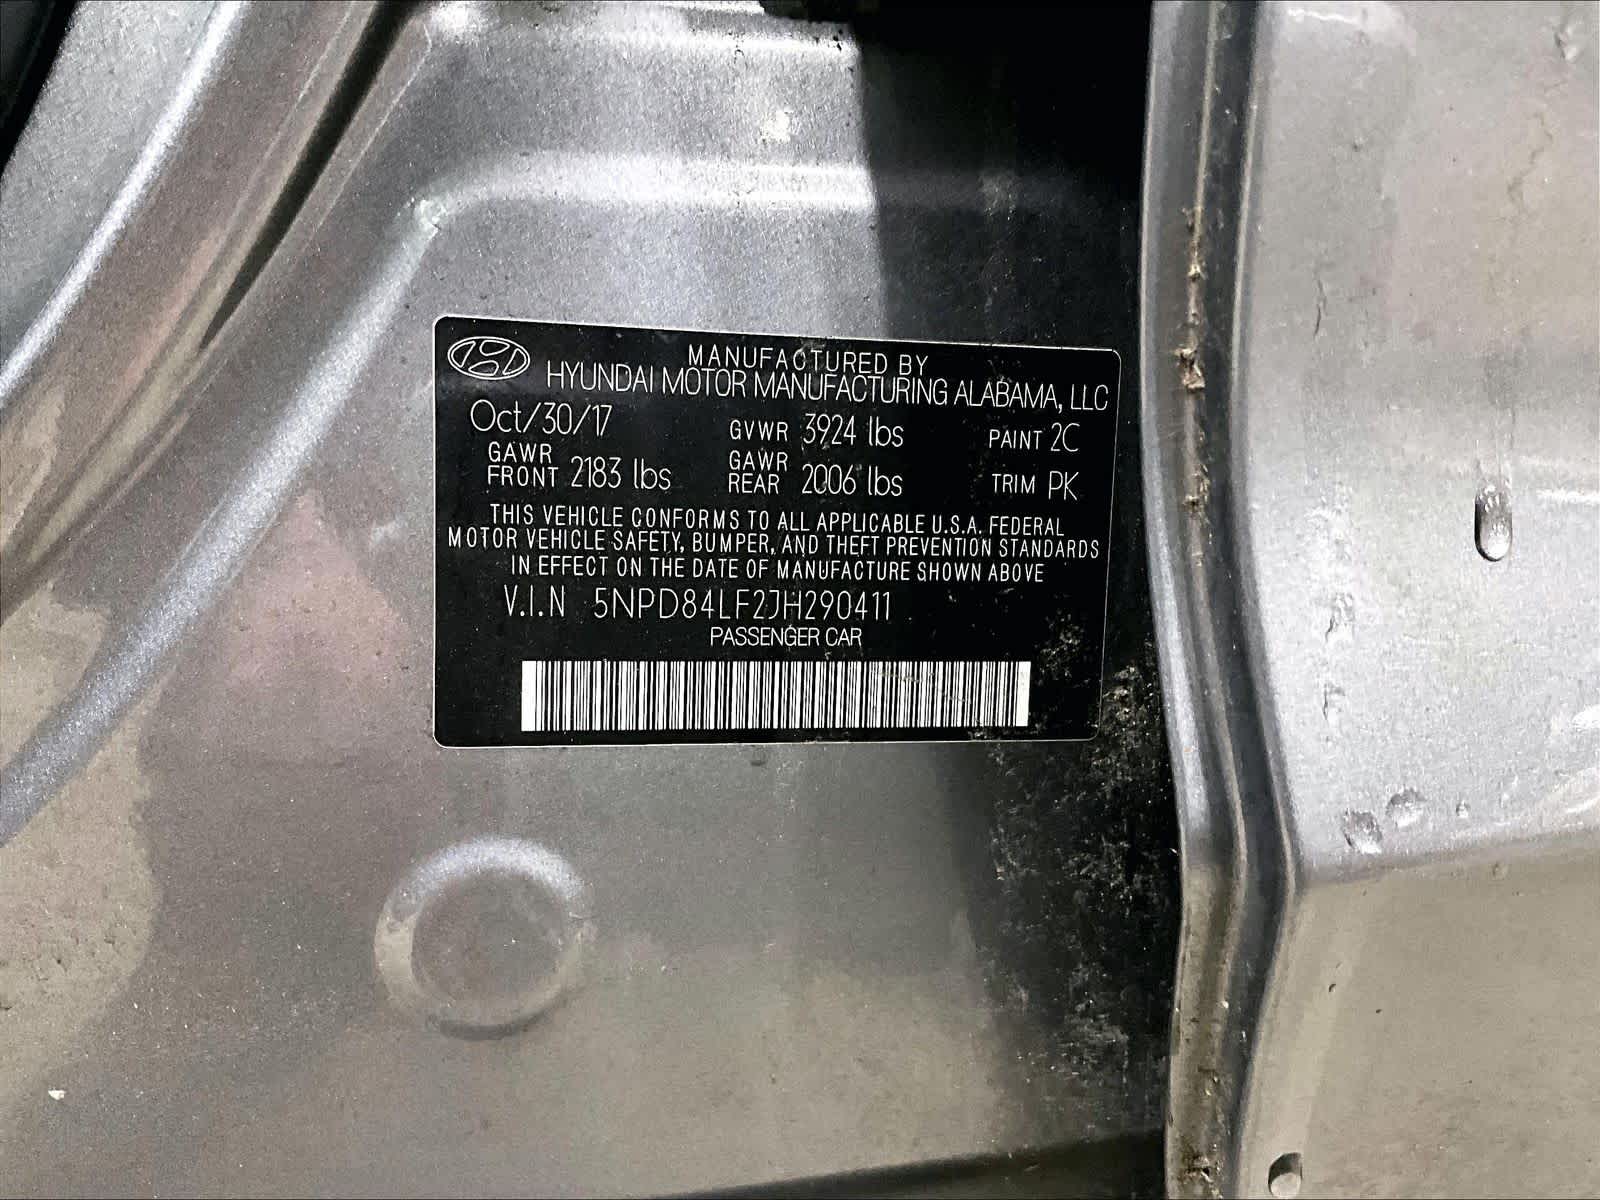 MANUFACTURED BY
HYUNDAI MOTOR MANUFACTURING ALABAMA, LLC
Oct/30/17 GVWR 3924 lbs PAINT 2C
GAWR FRONT 2183 lbs GAWR REAR 2006 lbs TRIM PK
THIS VEHICLE CONFORMS TO ALL APPLICABLE U.S.A. FEDERAL
MOTOR VEHICLE SAFETY, BUMPER, AND THEFT PREVENTION STANDARDS
IN EFFECT ON THE DATE OF MANUFACTURE SHOWN ABOVE
V.I.N 5NPD84LF2JH290411
PASSENGER CAR